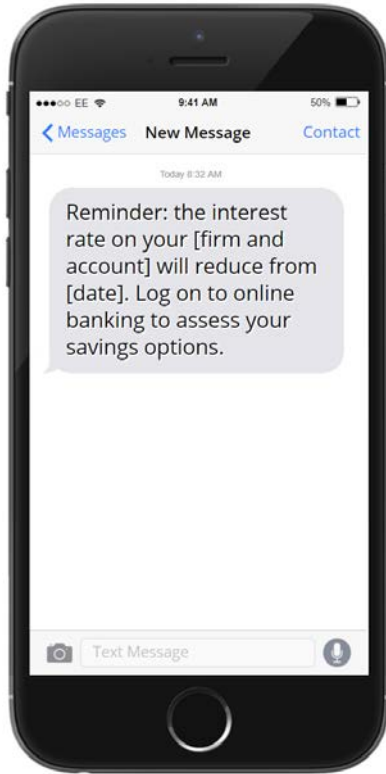 EE 9:41 AM 50%
Messages New Message Contact
Today 8:32 AM
Reminder: the interest
rate on your [firm and
account] will reduce from
[date]. Log on to online
banking to assess your
savings options.
Text Message